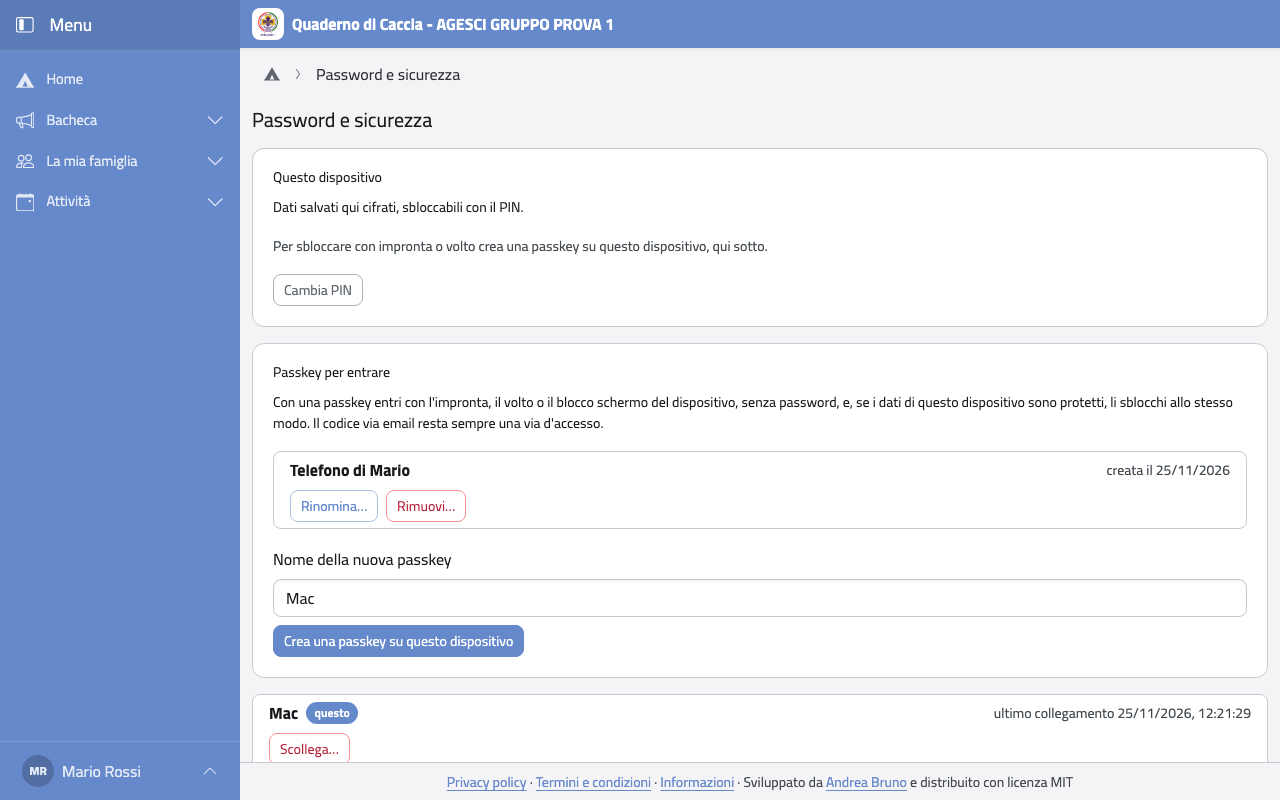 Menu
Quaderno di Caccia - AGESCI GRUPPO PROVA 1
Home
Bacheca
La mia famiglia
Attività
MR
Mario Rossi
Password e sicurezza
Password e sicurezza
Questo dispositivo
Dati salvati qui cifrati, sbloccabili con il PIN.
Per sbloccare con impronta o volto crea una passkey su questo dispositivo, qui sotto.
Cambia PIN
Passkey per entrare
Con una passkey entri con l'impronta, il volto o il blocco schermo del dispositivo, senza password, e, se i dati di questo dispositivo sono protetti, li sblocchi allo stesso
modo. Il codice via email resta sempre una via d'accesso.
Telefono di Mario
creata il 25/11/2026
Rinomina...
Rimuovi...
Nome della nuova passkey
Mac
Crea una passkey su questo dispositivo
Mac
questo
ultimo collegamento 25/11/2026, 12:21:29
Scollega...
Privacy policy · Termini e condizioni · Informazioni · Sviluppato da Andrea Bruno e distribuito con licenza MIT